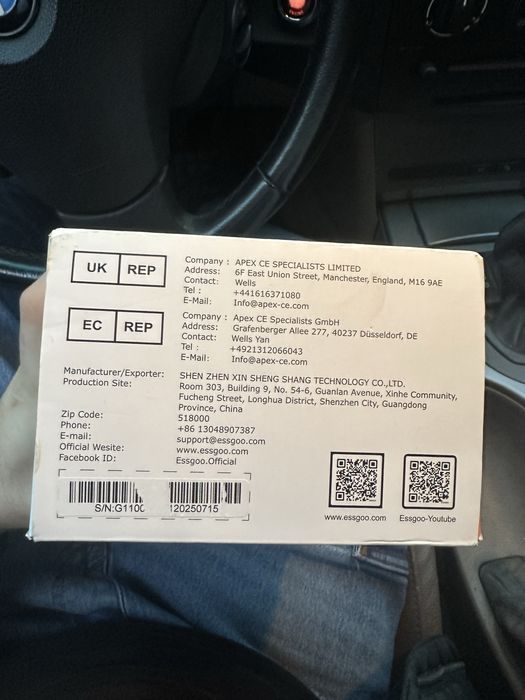 UK REP
Company : APEX CE SPECIALISTS LIMITED
Address: 6F East Union Street, Manchester, England, M16 9AE
Contact: Wells
Tel : +441616371080
E-Mail: Info@apex-ce.com
EC REP
Company : Apex CE Specialists GmbH
Address: Grafenberger Allee 277, 40237 Düsseldorf, DE
Contact: Wells Yan
Tel : +4921312066043
E-Mail: Info@apex-ce.com
Manufacturer/Exporter: SHEN ZHEN XIN SHENG SHANG TECHNOLOGY CO.,LTD.
Production Site: Room 303, Building 9, No. 54-6, Guanlan Avenue, Xinhe Community,
Fucheng Street, Longhua District, Shenzhen City, Guangdong
Province, China
Zip Code: 518000
Phone: +86 13048907387
E-mail: support@essgoo.com
Official Wesite: www.essgoo.com
Facebook ID: Essgoo.Official
S/N:G1100 120250715
www.essgoo.com Essgoo-Youtube